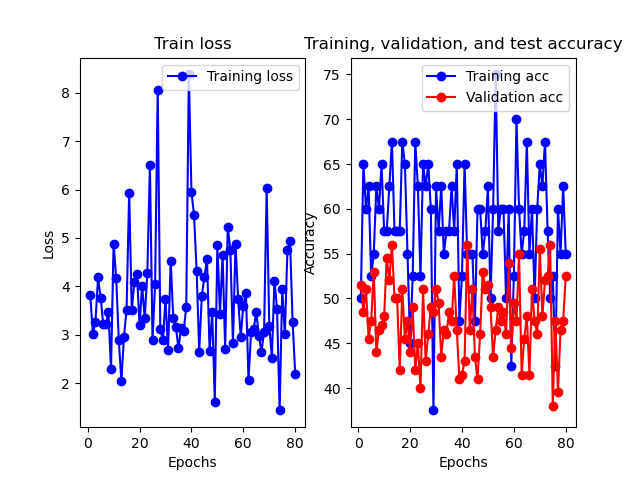 Train loss
Training, validation, and test accuracy
Training loss
Training acc
Validation acc
Loss
8
7
6
5
4
3
2
0
20
40
60
80
Epochs
Accuracy
75
70
65
60
55
50
45
40
0
20
40
60
80
Epochs